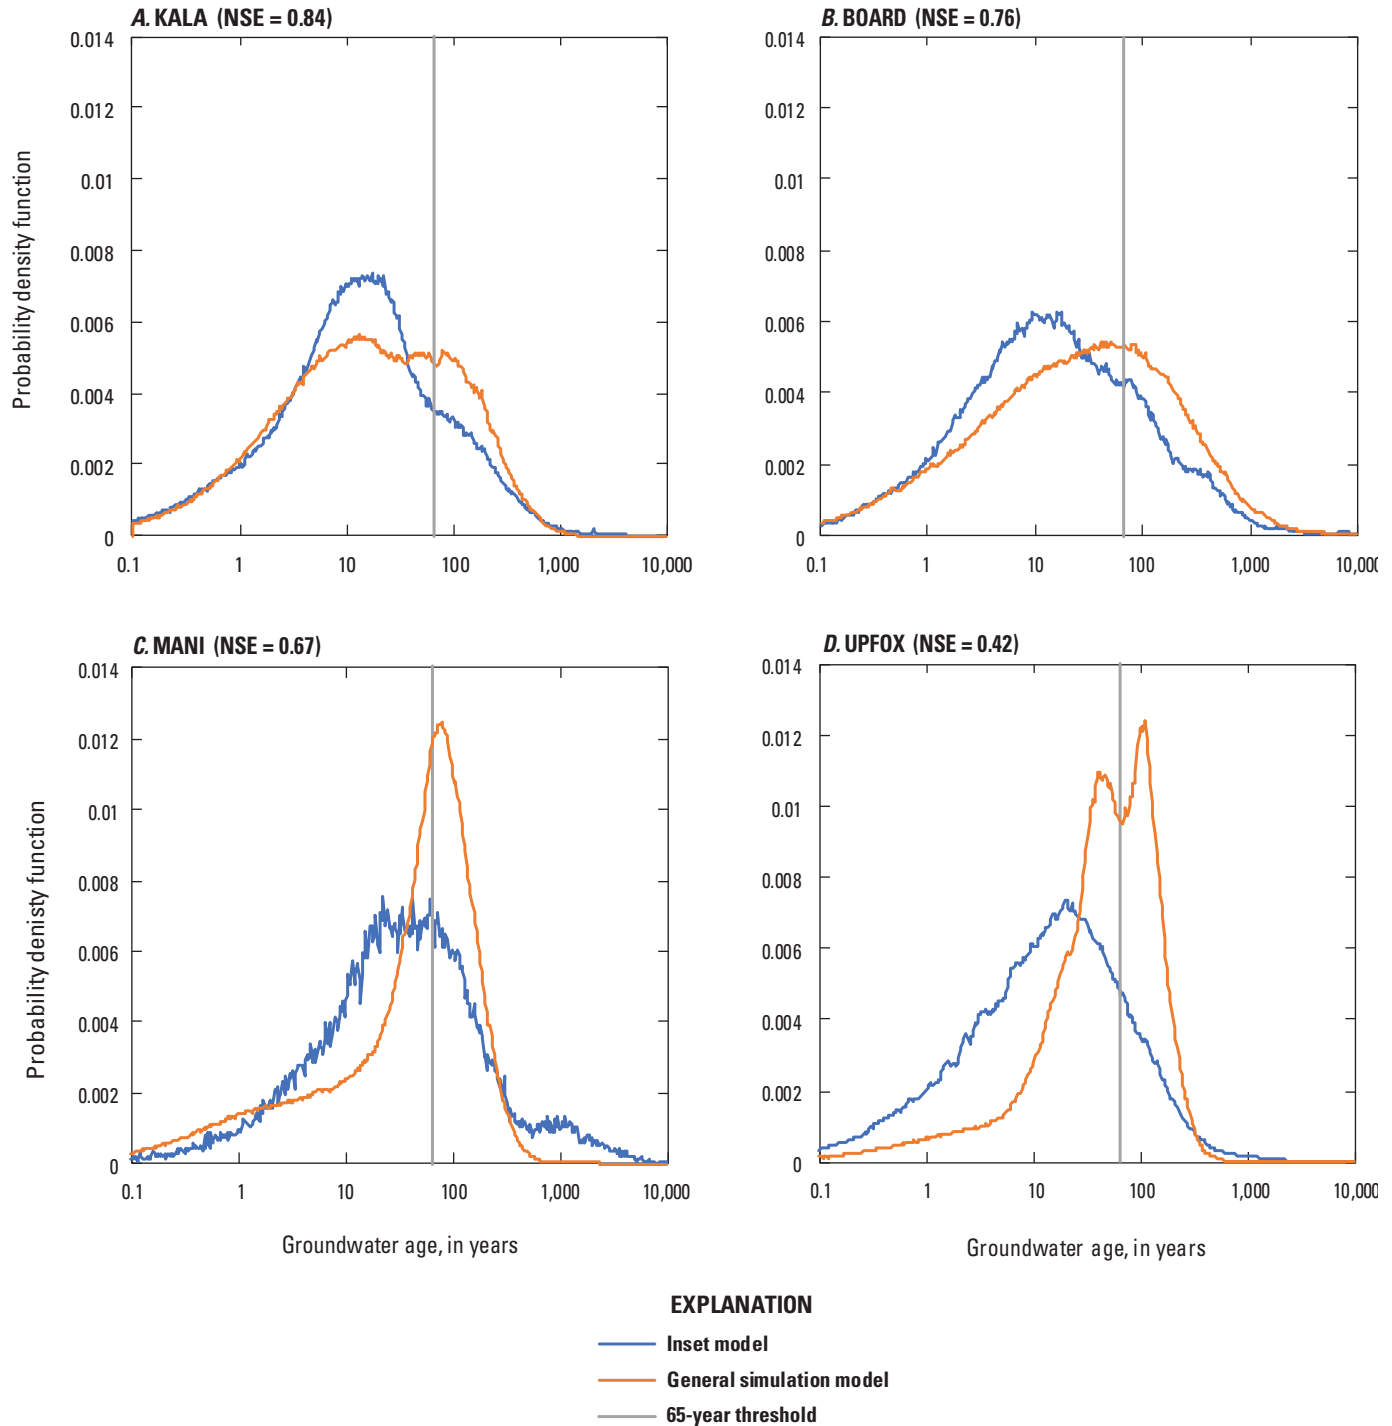 A. KALA (NSE = 0.84)
B. BOARD (NSE = 0.76)
0.014
0.012
0.01
0.008
0.006
0.004
0.002
0
0.1 1 10 100 1,000 10,000
Probability density function
0.014
0.012
0.01
0.008
0.006
0.004
0.002
0
0.1 1 10 100 1,000 10,000
C. MANI (NSE = 0.67)
D. UPFOX (NSE = 0.42)
0.014
0.012
0.01
0.008
0.006
0.004
0.002
0
0.1 1 10 100 1,000 10,000
Probability denisty function
Groundwater age, in years
0.014
0.012
0.01
0.008
0.006
0.004
0.002
0
0.1 1 10 100 1,000 10,000
Groundwater age, in years
EXPLANATION
Inset model
General simulation model
65-year threshold